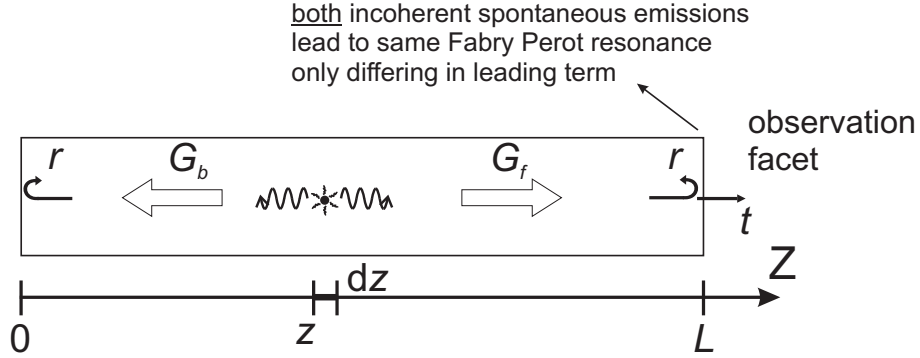 both incoherent spontaneous emissions
lead to same Fabry Perot resonance
only differing in leading term
observation
facet
r
G_b
G_f
r
t
Z
dz
0
z
L